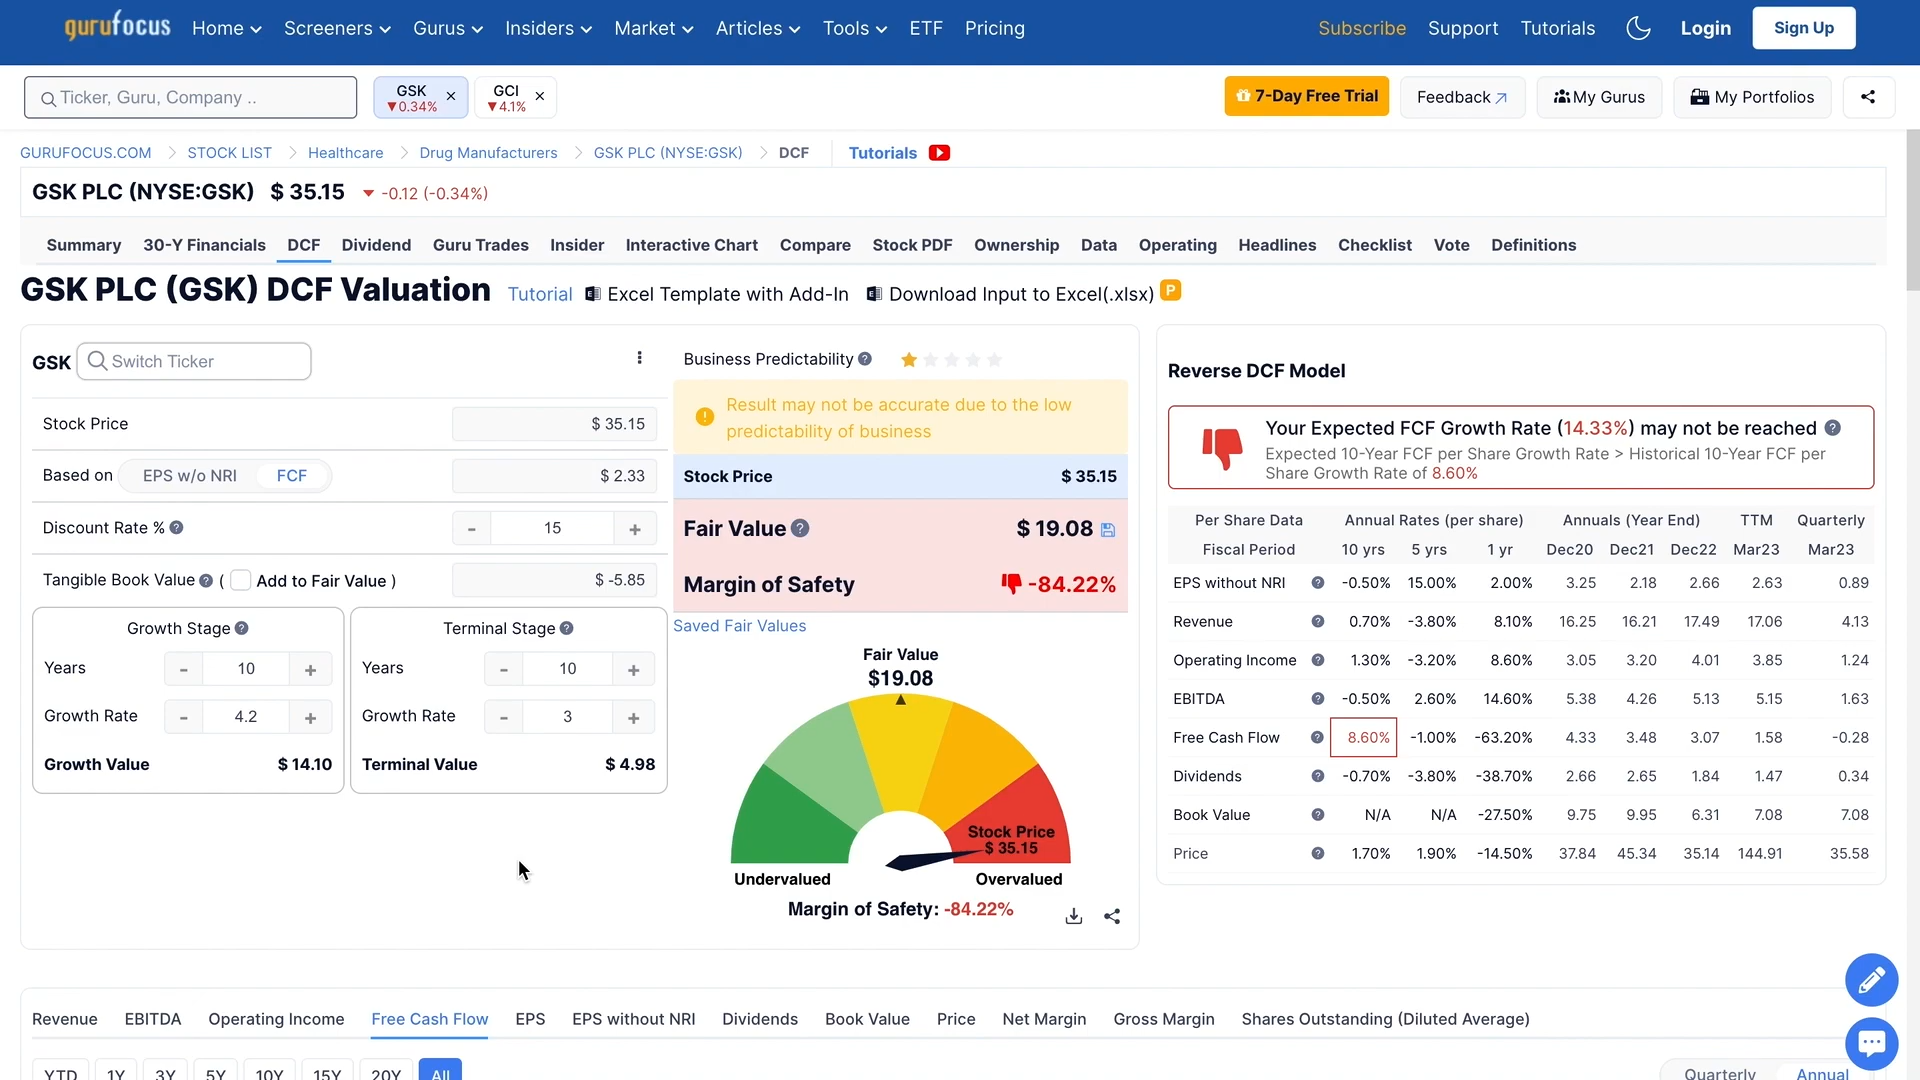 gurufocus Home Screeners Gurus Insiders Market Articles Tools ETF Pricing Subscribe Support Tutorials Login Sign Up
Ticker, Guru, Company .. GSK ▼0.34% × GCI ▼4.1% × 7-Day Free Trial Feedback My Gurus My Portfolios
GURUFOCUS.COM STOCK LIST Healthcare Drug Manufacturers GSK PLC (NYSE:GSK) DCF Tutorials
GSK PLC (NYSE:GSK) $ 35.15 -0.12 (-0.34%)
Summary 30-Y Financials DCF Dividend Guru Trades Insider Interactive Chart Compare Stock PDF Ownership Data Operating Headlines Checklist Vote Definitions
GSK PLC (GSK) DCF Valuation Tutorial Excel Template with Add-In Download Input to Excel(.xlsx) P
GSK Switch Ticker
Stock Price $ 35.15
Based on EPS w/o NRI FCF $ 2.33
Discount Rate % - 15 +
Tangible Book Value ( Add to Fair Value ) $ -5.85
Growth Stage
Years - 10 +
Growth Rate - 4.2 +
Growth Value $ 14.10
Terminal Stage
Years - 10 +
Growth Rate - 3 +
Terminal Value $ 4.98
Business Predictability
Result may not be accurate due to the low
predictability of business
Stock Price $ 35.15
Fair Value $ 19.08
Margin of Safety -84.22%
Saved Fair Values
Fair Value
$19.08
Stock Price
$ 35.15
Undervalued Overvalued
Margin of Safety: -84.22%
Reverse DCF Model
Your Expected FCF Growth Rate (14.33%) may not be reached
Expected 10-Year FCF per Share Growth Rate > Historical 10-Year FCF per
Share Growth Rate of 8.60%
Per Share Data Annual Rates (per share) Annuals (Year End) TTM Quarterly
Fiscal Period 10 yrs 5 yrs 1 yr Dec20 Dec21 Dec22 Mar23 Mar23
EPS without NRI -0.50% 15.00% 2.00% 3.25 2.18 2.66 2.63 0.89
Revenue 0.70% -3.80% 8.10% 16.25 16.21 17.49 17.06 4.13
Operating Income 1.30% -3.20% 8.60% 3.05 3.20 4.01 3.85 1.24
EBITDA -0.50% 2.60% 14.60% 5.38 4.26 5.13 5.15 1.63
Free Cash Flow 8.60% -1.00% -63.20% 4.33 3.48 3.07 1.58 -0.28
Dividends -0.70% -3.80% -38.70% 2.66 2.65 1.84 1.47 0.34
Book Value N/A N/A -27.50% 9.75 9.95 6.31 7.08 7.08
Price 1.70% 1.90% -14.50% 37.84 45.34 35.14 144.91 35.58
Revenue EBITDA Operating Income Free Cash Flow EPS EPS without NRI Dividends Book Value Price Net Margin Gross Margin Shares Outstanding (Diluted Average)
YTD 1Y 3Y 5Y 10Y 15Y 20Y All Quarterly Annual